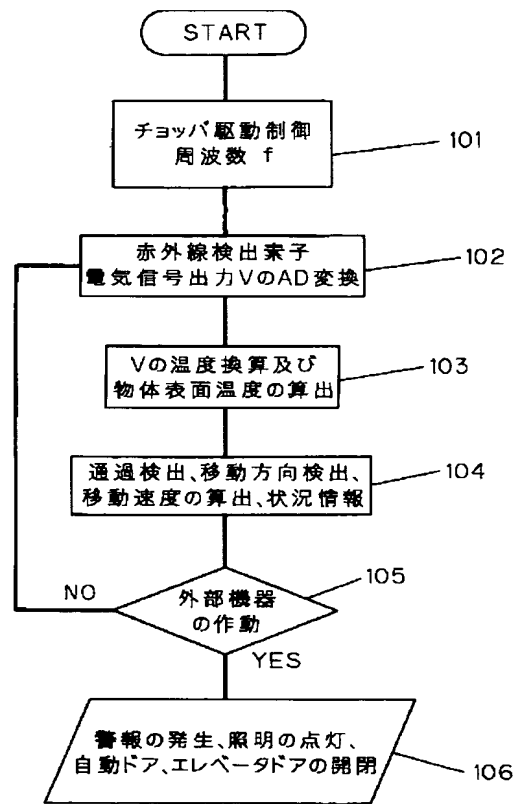 START
チョッパ駆動制御
周波数 f
101
赤外線検出素子
電気信号出力VのAD変換
102
Vの温度換算及び
物体表面温度の算出
103
通過検出、移動方向検出、
移動速度の算出、状況情報
104
外部機器
の作動
105
NO
YES
警報の発生、照明の点灯、
自動ドア、エレベータドアの開閉
106